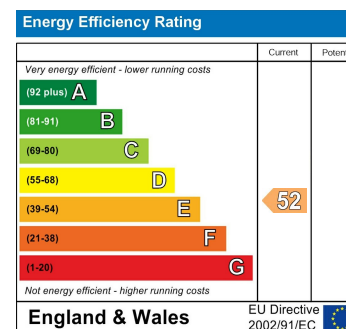 Energy Efficiency Rating
Current Poten
Very energy efficient - lower running costs
(92 plus) A
(81-91) B
(69-80) C
(55-68) D
(39-54) E 52
(21-38) F
(1-20) G
Not energy efficient - higher running costs
England & Wales
EU Directive
2002/91/EC